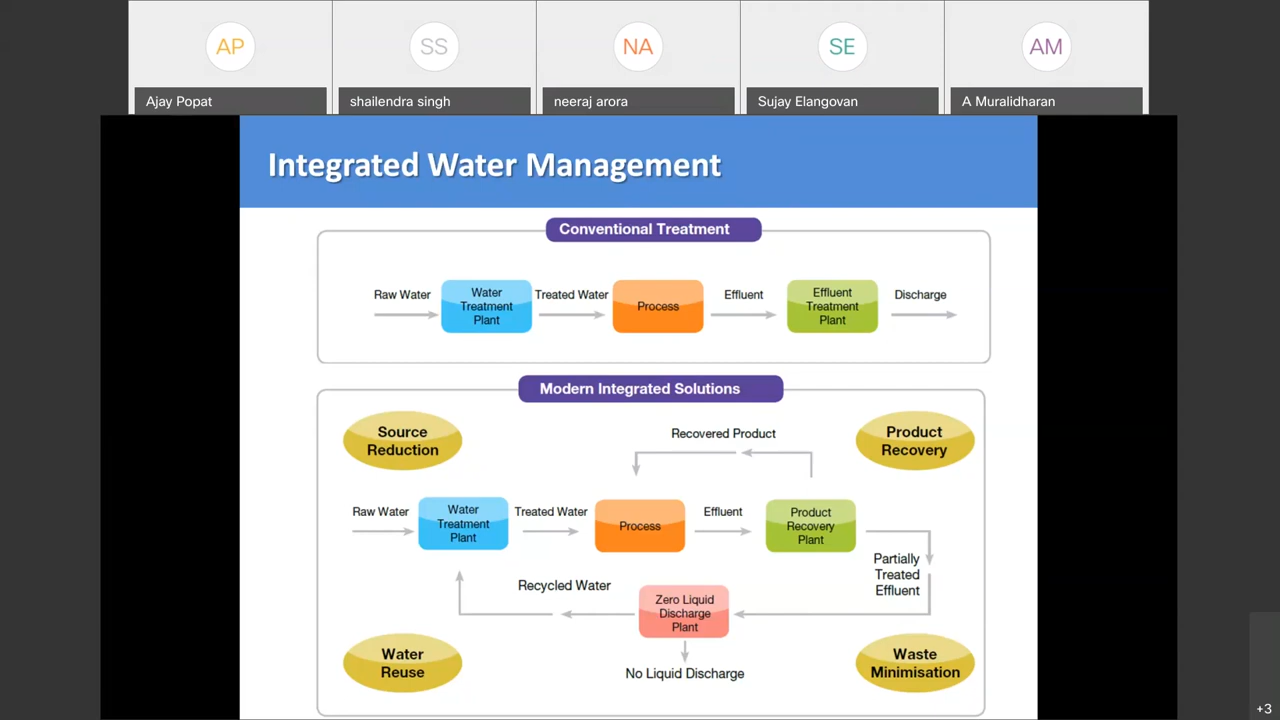 AP
SS
NA
SE
AM
Ajay Popat
shailendra singh
neeraj arora
Sujay Elangovan
A Muralidharan
Integrated Water Management
Conventional Treatment
Raw Water
Water
Treatment
Plant
Treated Water
Process
Effluent
Effluent
Treatment
Plant
Discharge
Modern Integrated Solutions
Source
Reduction
Recovered Product
Product
Recovery
Raw Water
Water
Treatment
Plant
Treated Water
Process
Effluent
Product
Recovery
Plant
Partially
Treated
Effluent
Recycled Water
Zero Liquid
Discharge
Plant
Water
Reuse
No Liquid Discharge
Waste
Minimisation
+3